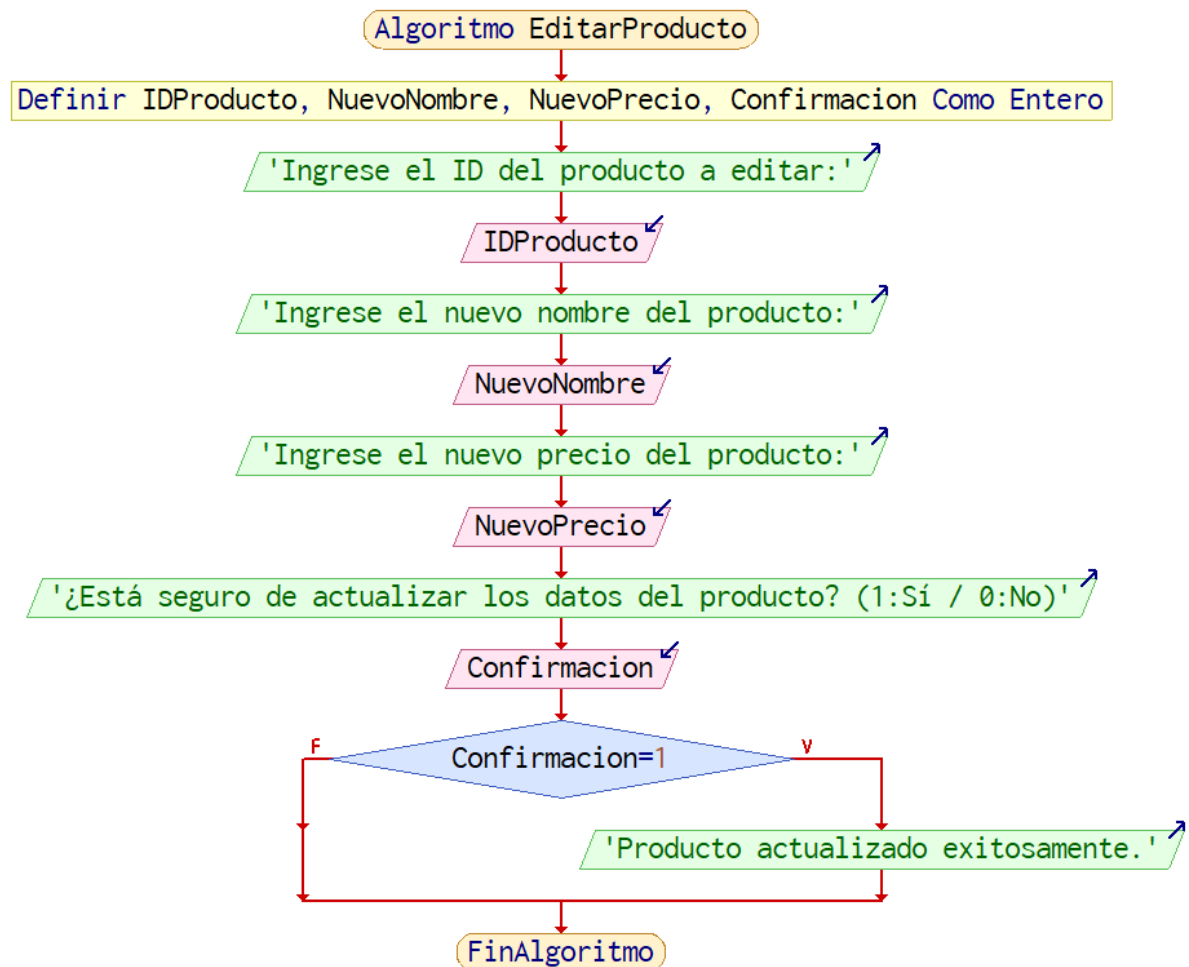 Algoritmo EditarProducto
Definir IDProducto, NuevoNombre, NuevoPrecio, Confirmacion Como Entero
'Ingrese el ID del producto a editar:'
IDProducto
'Ingrese el nuevo nombre del producto:'
NuevoNombre
'Ingrese el nuevo precio del producto:'
NuevoPrecio
'¿Está seguro de actualizar los datos del producto? (1:Sí / 0:No)'
Confirmacion
F
V
Confirmacion=1
'Producto actualizado exitosamente.'
FinAlgoritmo